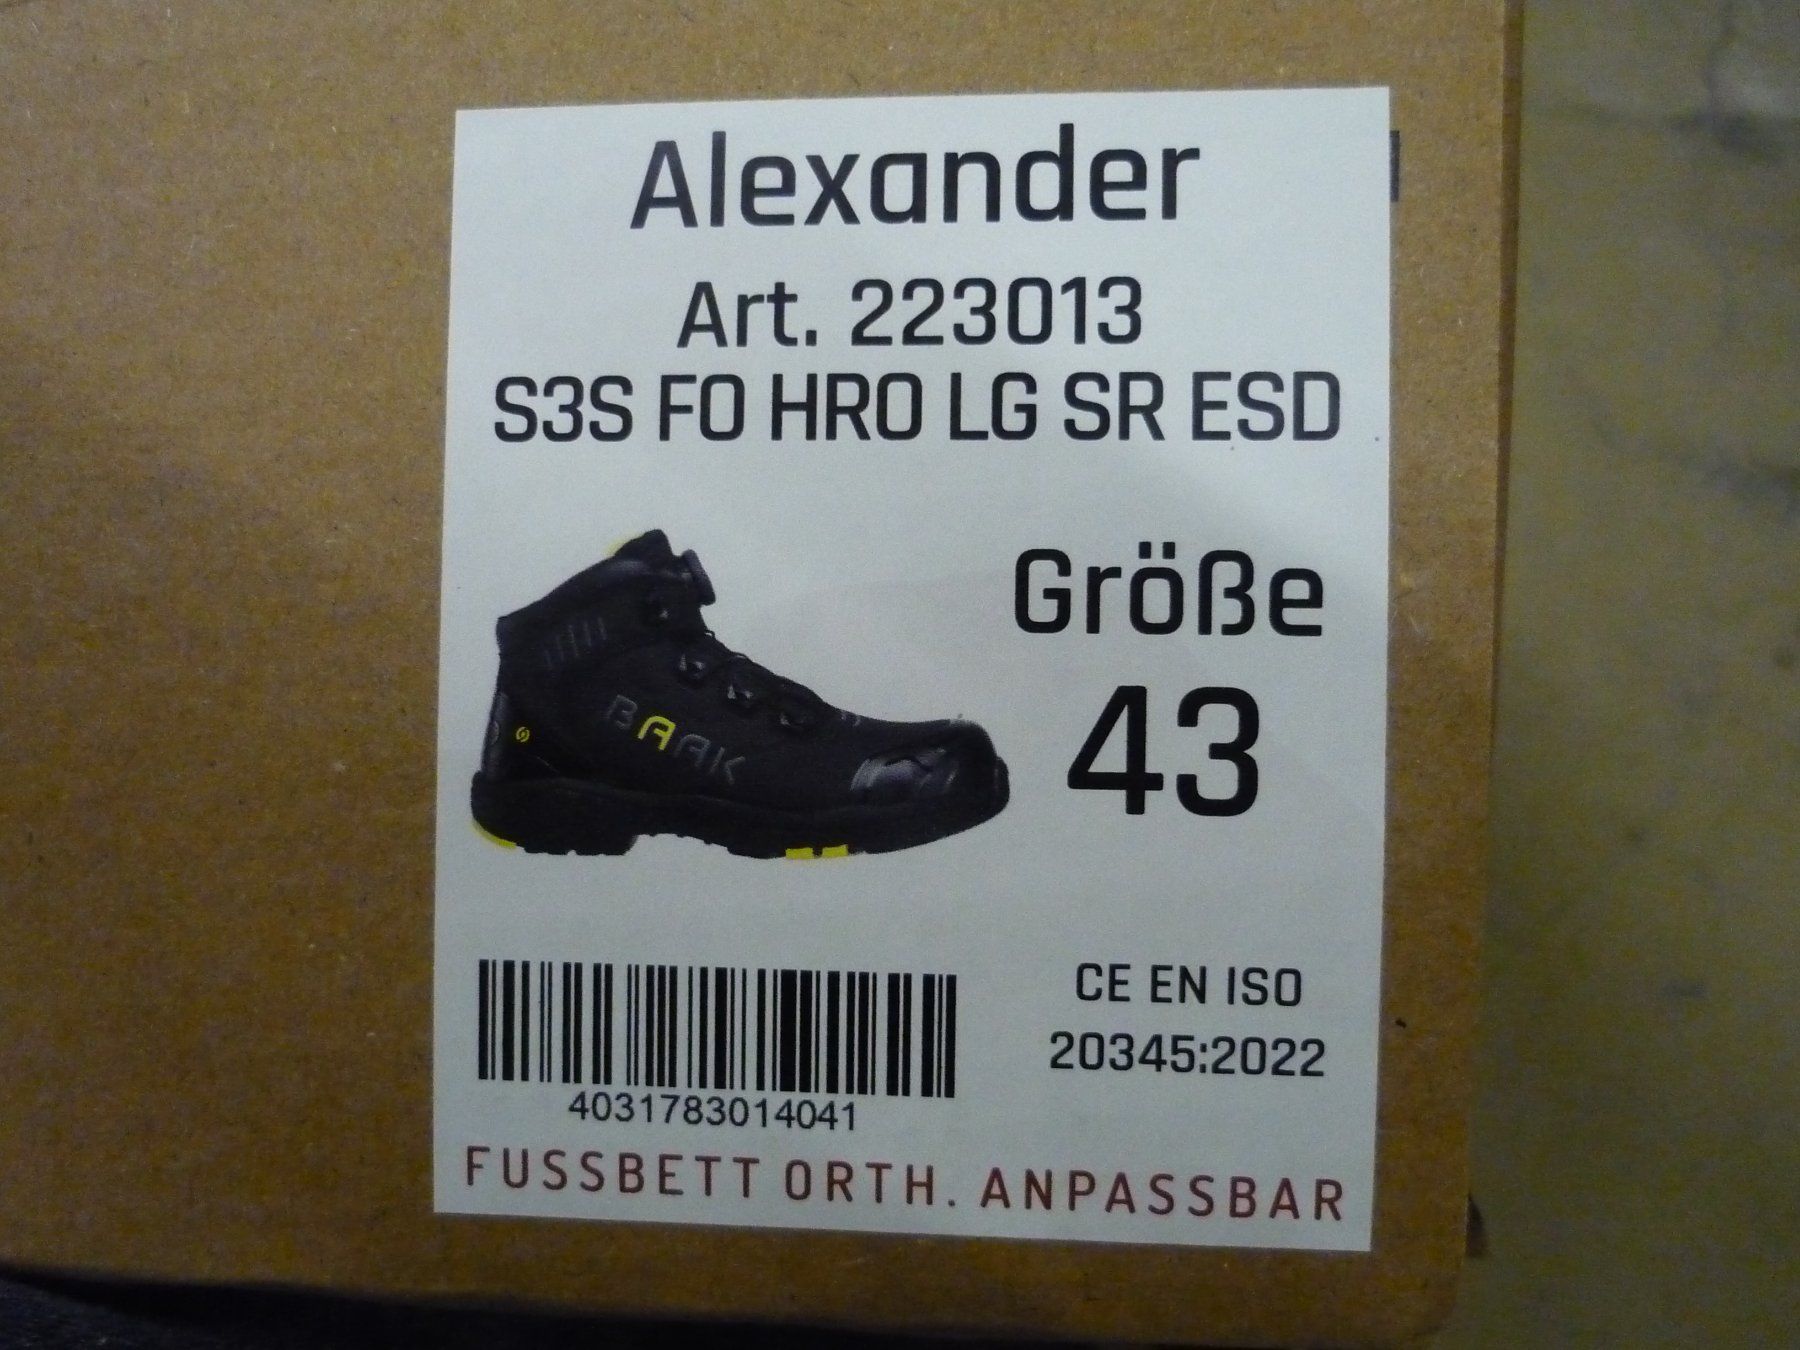 Alexander
Art. 223013
S3S FO HRO LG SR ESD
Größe
43
BAAK
CE EN ISO
20345:2022
4031783014041
FUSSBETT ORTH. ANPASSBAR